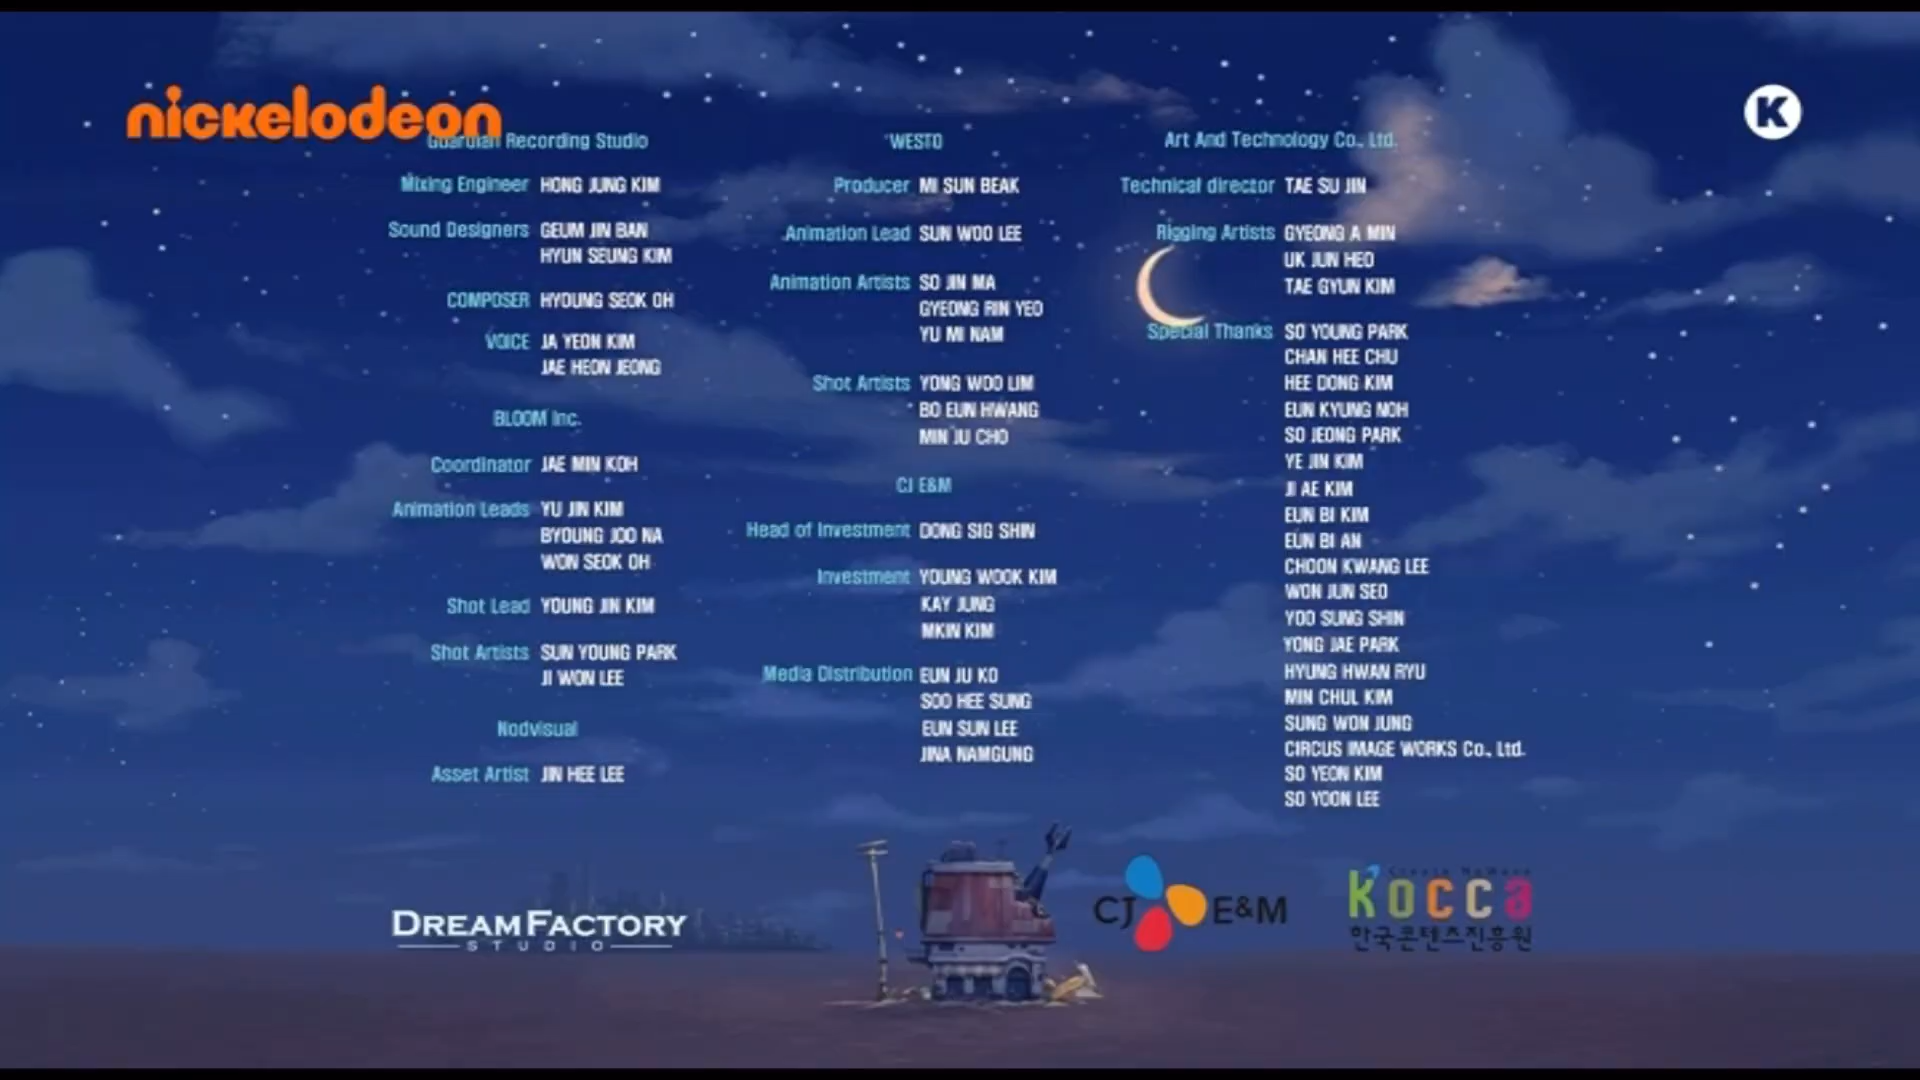 nickelodeon
K
Guardian Recording Studio
Mixing Engineer HONG JUNG KIM
Sound Designers GEUM JIN BAN
HYUN SEUNG KIM
COMPOSER HYOUNG SEOK OH
VOICE JA YEON KIM
JAE HEON JEONG
BLOOM Inc.
Coordinator JAE MIN KOH
Animation Leads YU JIN KIM
BYOUNG JOO NA
WON SEOK OH
Shot Lead YOUNG JIN KIM
Shot Artists SUN YOUNG PARK
JI WON LEE
Nodvisual
Asset Artist JIN HEE LEE
WESTO
Producer MI SUN BEAK
Animation Lead SUN WOO LEE
Animation Artists SO JIN MA
GYEONG RIN YEO
YU MI NAM
Shot Artists YONG WOO LIM
BO EUN HWANG
MIN JU CHO
CJ E&M
Head of Investment DONG SIG SHIN
Investment YOUNG WOOK KIM
KAY JUNG
MKIN KIM
Media Distribution EUN JU KO
SOO HEE SUNG
EUN SUN LEE
JINA NAMGUNG
Art And Technology Co., Ltd.
Technical director TAE SU JIN
Rigging Artists GYEONG A MIN
UK JUN HEO
TAE GYUN KIM
Special Thanks SO YOUNG PARK
CHAN HEE CHU
HEE DONG KIM
EUN KYUNG NOH
SO JEONG PARK
YE JIN KIM
JI AE KIM
EUN BI KIM
EUN BI AN
CHOON KWANG LEE
WON JUN SEO
YOO SUNG SHIN
YONG JAE PARK
HYUNG HWAN RYU
MIN CHUL KIM
SUNG WON JUNG
CIRCUS IMAGE WORKS Co., Ltd.
SO YEON KIM
SO YOON LEE
DREAMFACTORY
STUDIO
CJ E&M
KOCCA
한국콘텐츠진흥원